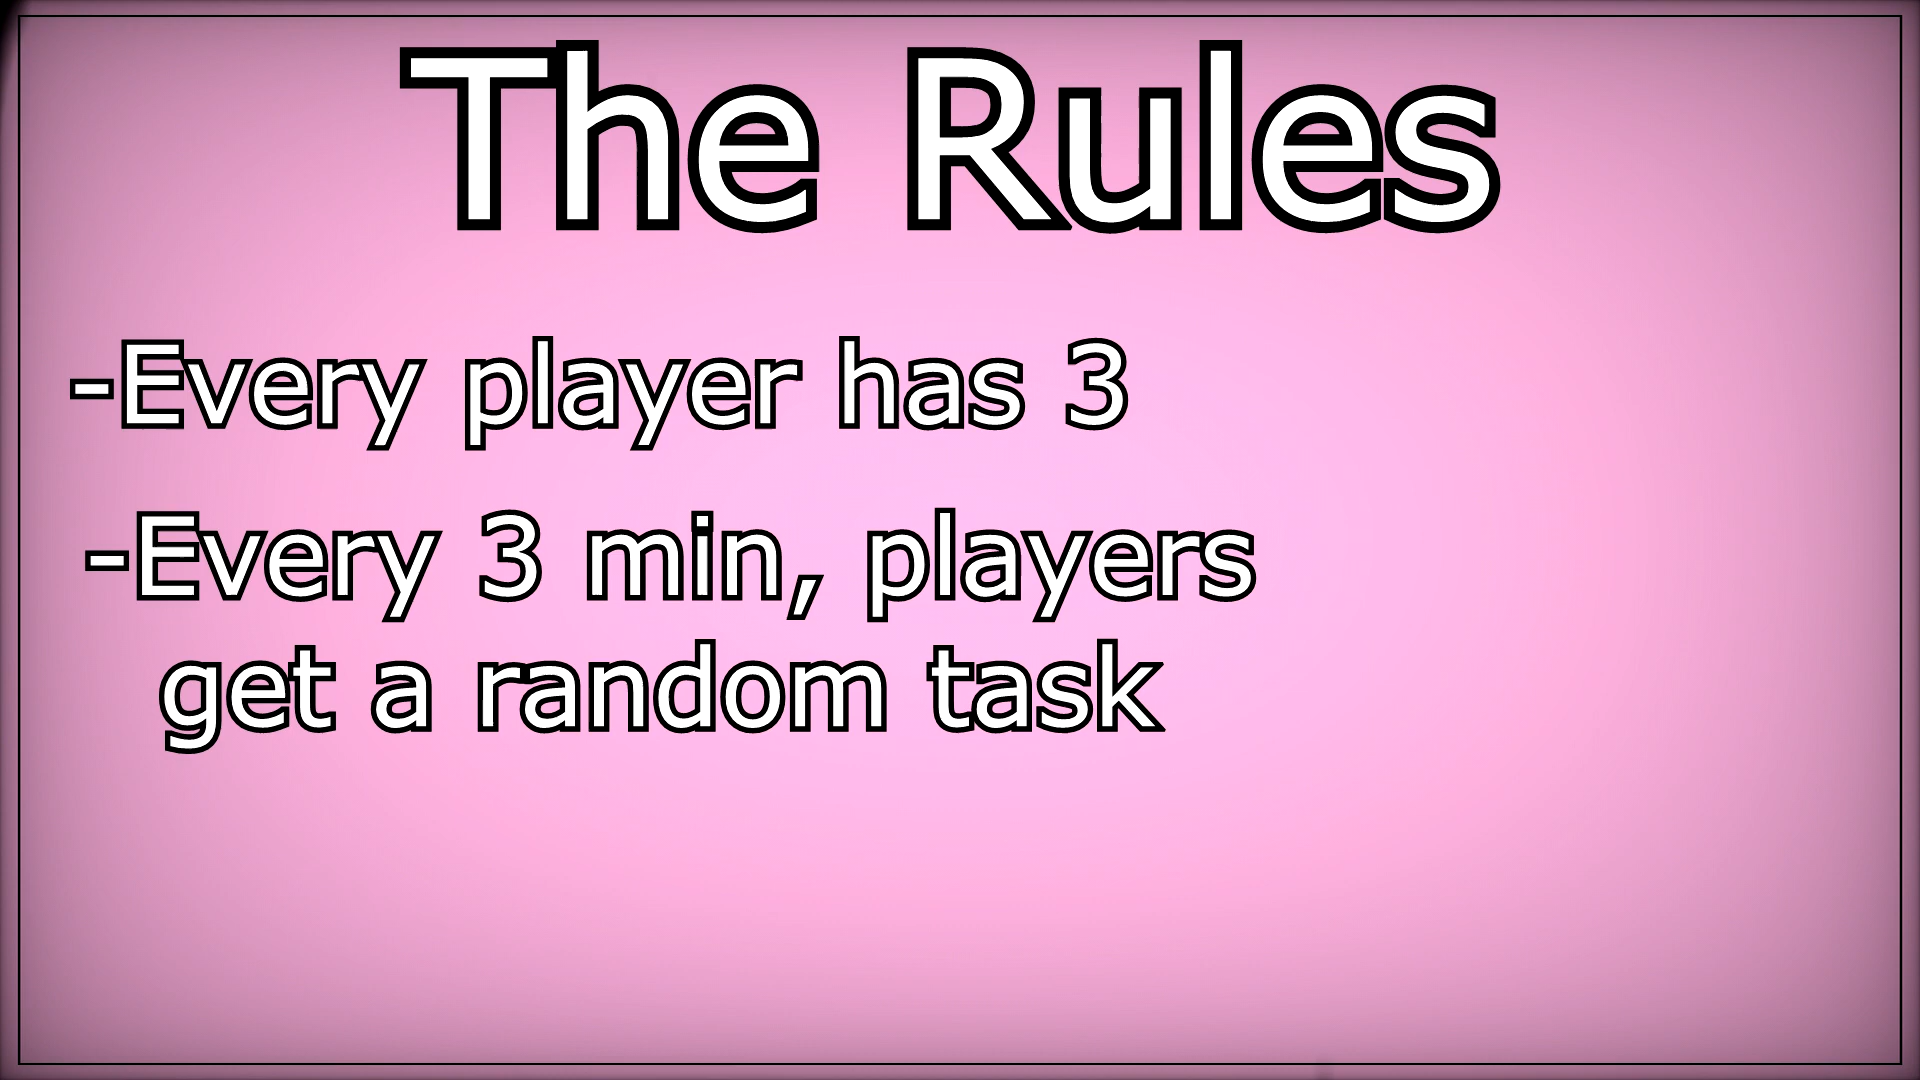 The Rules
-Every player has 3
-Every 3 min, players
get a random task